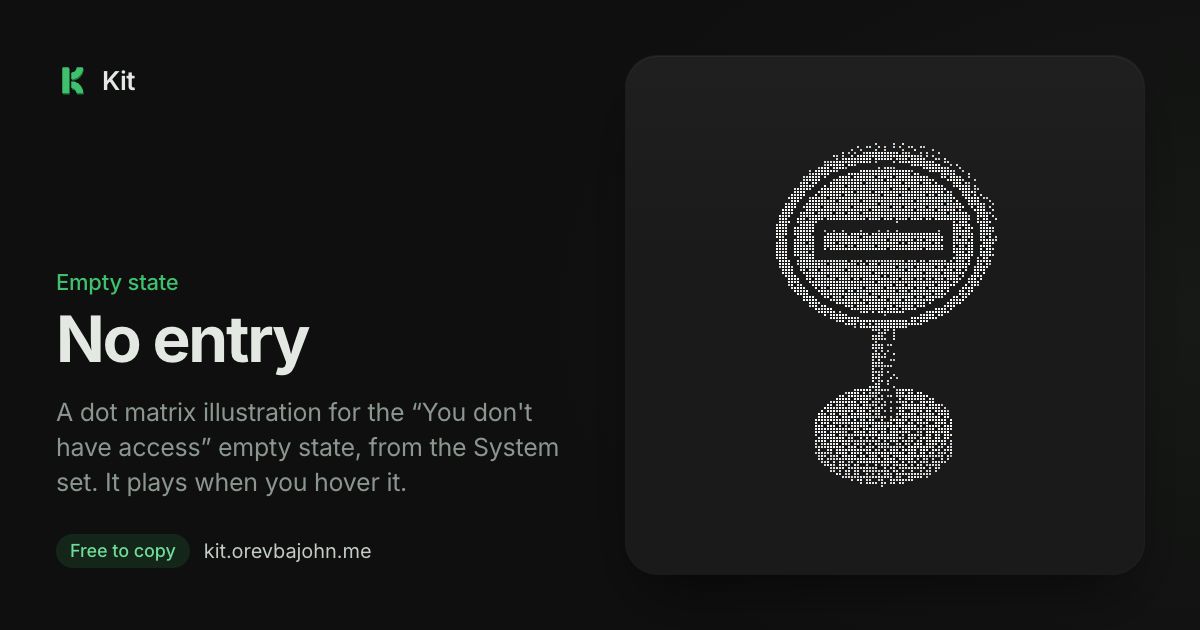 Kit
Empty state
No entry
A dot matrix illustration for the “You don't
have access” empty state, from the System
set. It plays when you hover it.
Free to copy
kit.orevbajohn.me